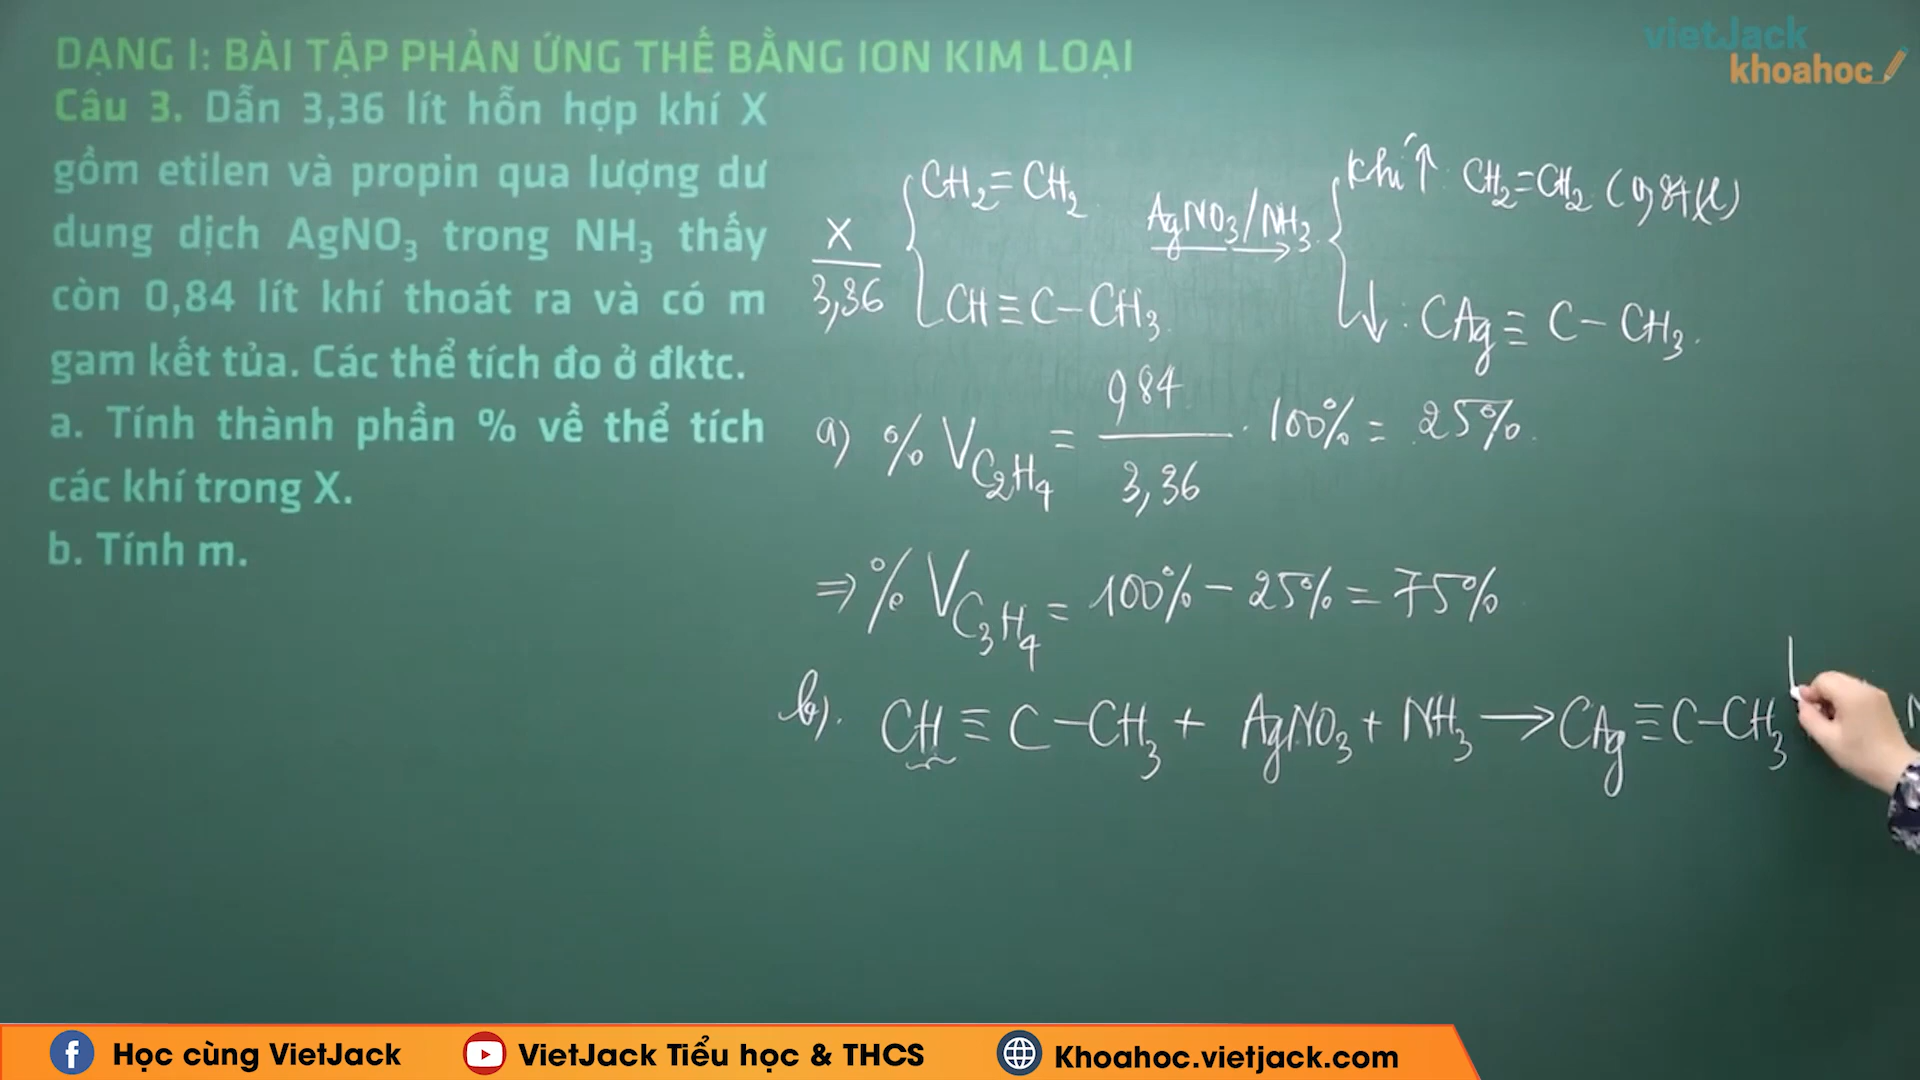 DẠNG I: BÀI TẬP PHẢN ỨNG THẾ BẰNG ION KIM LOẠI
vietJack
khoahoc
Câu 3. Dẫn 3,36 lít hỗn hợp khí X
gồm etilen và propin qua lượng dư
dung dịch AgNO₃ trong NH₃ thấy
còn 0,84 lít khí thoát ra và có m
gam kết tủa. Các thể tích đo ở đktc.
a. Tính thành phần % về thể tích
các khí trong X.
b. Tính m.
X
3,36
CH₂=CH₂
CH≡C-CH₃
AgNO₃/NH₃
Khí ↑ CH₂=CH₂ (0,84 (l)
↓: CAg≡C-CH₃.
a) % V C₂H₄ = 0,84 / 3,36 . 100% = 25%.
⇒ % V C₃H₄ = 100% - 25% = 75%
b). CH≡C-CH₃ + AgNO₃ + NH₃ → CAg≡C-CH₃
Học cùng VietJack
VietJack Tiểu học & THCS
Khoahoc.vietjack.com